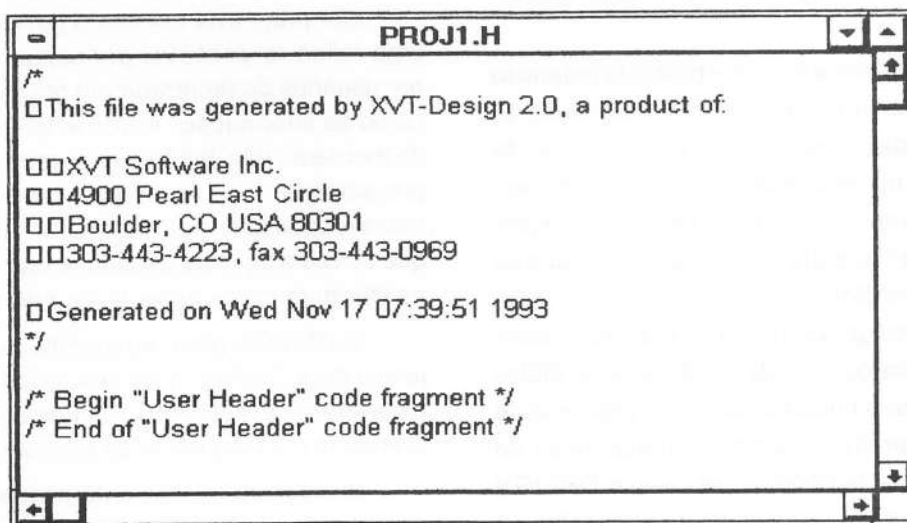 PROJ1.H
/*
□This file was generated by XVT-Design 2.0, a product of:
□□XVT Software Inc.
□□4900 Pearl East Circle
□□Boulder, CO USA 80301
□□303-443-4223, fax 303-443-0969
□Generated on Wed Nov 17 07:39:51 1993
*/
/* Begin "User Header" code fragment */
/* End of "User Header" code fragment */